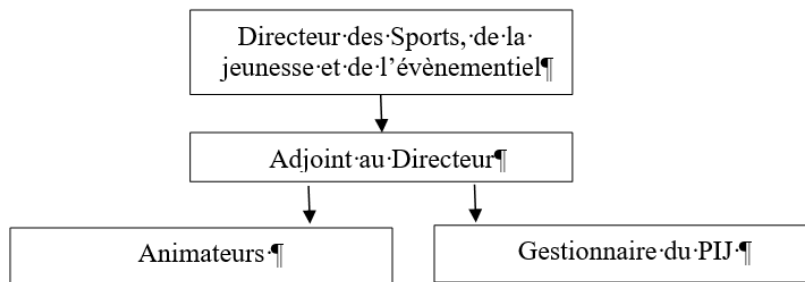 Directeur·des·Sports,·de·la·
jeunesse·et·de·l’évènementiel¶
Adjoint·au·Directeur¶
Animateurs·¶
Gestionnaire·du·PIJ·¶